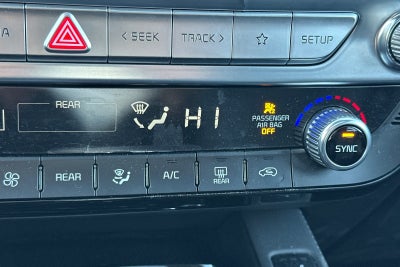 A
< SEEK
TRACK >
SETUP
REAR
HI
PASSENGER
AIR BAG
OFF
REAR
A/C
REAR
SYNC